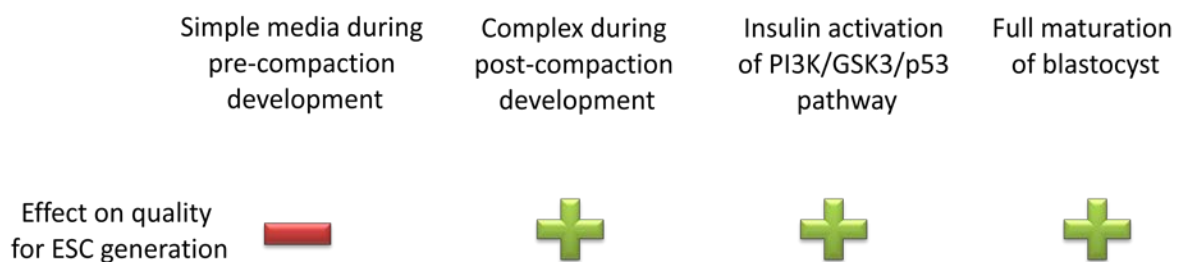 Simple media during
pre-compaction
development
Complex during
post-compaction
development
Insulin activation
of PI3K/GSK3/p53
pathway
Full maturation
of blastocyst
Effect on quality
for ESC generation